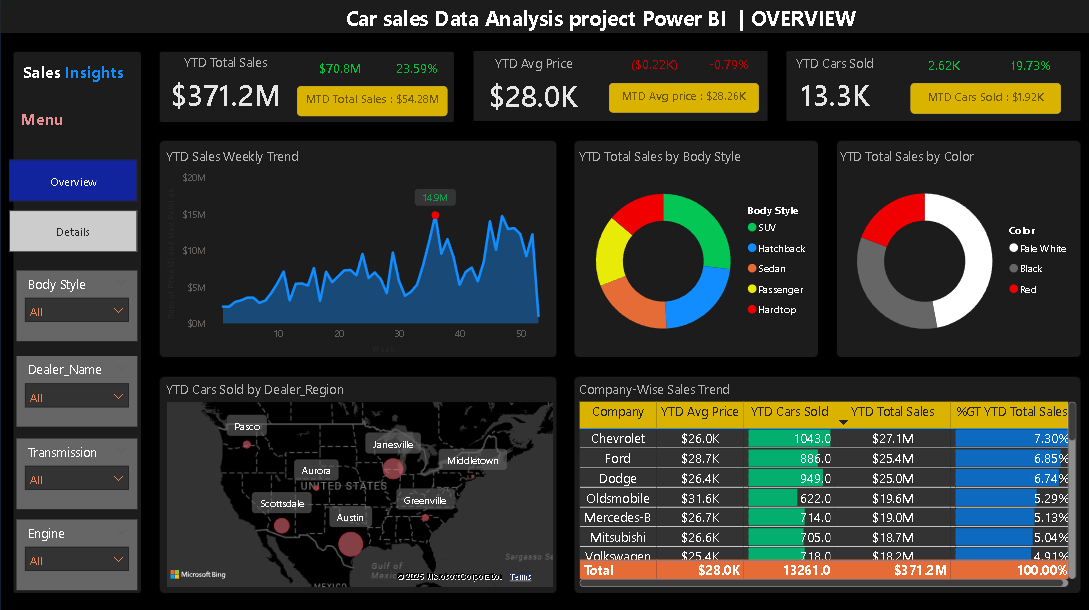 Car sales Data Analysis project Power BI | OVERVIEW
Sales Insights
Menu
Overview
Details
Body Style
All
Dealer_Name
All
Transmission
All
Engine
All
YTD Total Sales
$70.8M 23.59%
$371.2M
MTD Total Sales : $54.28M
YTD Avg Price
($0.22K) -0.79%
$28.0K
MTD Avg price : $28.26K
YTD Cars Sold
2.62K 19.73%
13.3K
MTD Cars Sold : $1.92K
YTD Sales Weekly Trend
$20M
$15M
$10M
$5M
$0M
14.9M
10 20 30 40 50
Week
YTD Total Sales by Body Style
Body Style
SUV
Hatchback
Sedan
Passenger
Hardtop
YTD Total Sales by Color
Color
Pale White
Black
Red
YTD Cars Sold by Dealer_Region
Pasco
Janesville
Middletown
Aurora
UNITED STATES
Scottsdale
Greenville
Austin
Sargasso Se
Gulf of
Mexico
MEXICO
Microsoft Bing
© 2025 Microsoft Corporation Terms
Company-Wise Sales Trend
Company YTD Avg Price YTD Cars Sold YTD Total Sales %GT YTD Total Sales
Chevrolet $26.0K 1043.0 $27.1M 7.30%
Ford $28.7K 886.0 $25.4M 6.85%
Dodge $26.4K 949.0 $25.0M 6.74%
Oldsmobile $31.6K 622.0 $19.6M 5.29%
Mercedes-B $26.7K 714.0 $19.0M 5.13%
Mitsubishi $26.6K 705.0 $18.7M 5.04%
Volkswagen $25.4K 718.0 $18.2M 4.91%
Total $28.0K 13261.0 $371.2M 100.00%